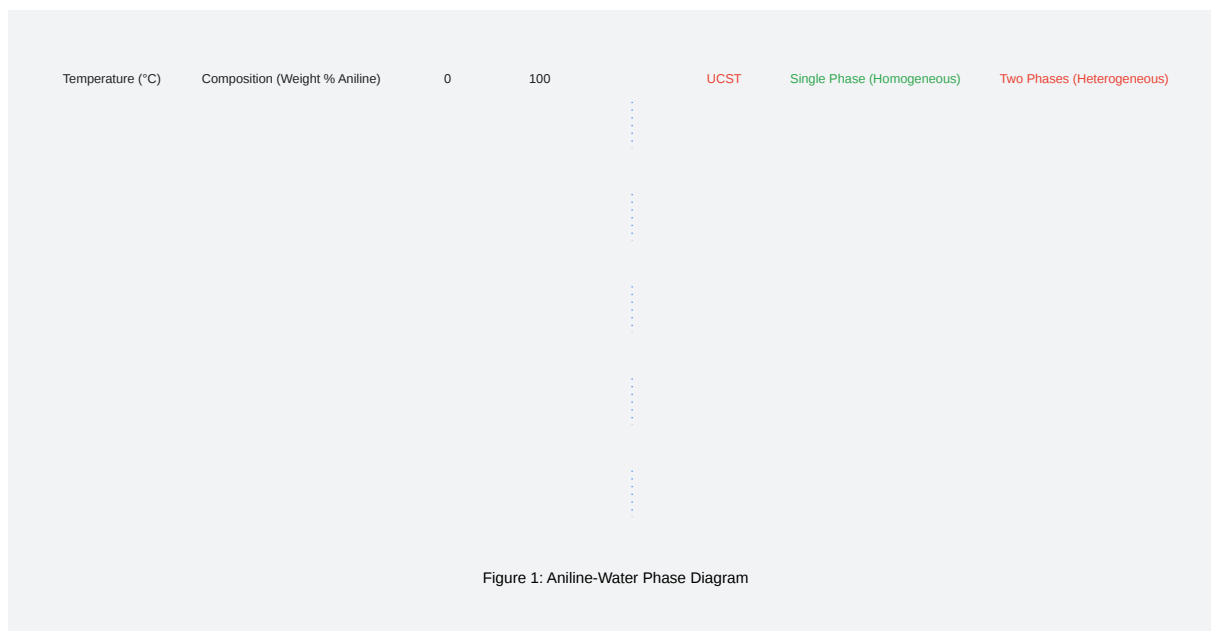 Temperature (°C) Composition (Weight % Aniline) 0 100 UCST Single Phase (Homogeneous) Two Phases (Heterogeneous)
Figure 1: Aniline-Water Phase Diagram